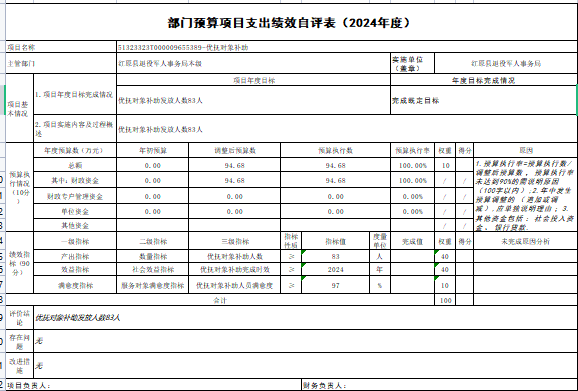 部门预算项目支出绩效自评表（2024年度）
项目名称 51323323T000009655389-优抚对象补助
主管部门 红原县退役军人事务局本级 实施单位（盖章） 红原县退役军人事务局
项目基本情况 项目年度目标 年度目标完成情况
1.项目年度目标完成情况 优抚对象补助发放人数83人 完成既定目标
2.项目实施内容及过程概述 优抚对象补助发放人数83人
预算执行情况（10分） 年度预算数（万元） 年初预算 调整后预算数 预算执行数 预算执行率 权重 得分 原因
总额 0.00 94.68 94.68 100.00% 10
其中：财政资金 0.00 94.68 94.68 100.00% / /
财政专户管理资金 0.00 0.00 0.00 0.00% / /
单位资金 0.00 0.00 0.00 0.00% / /
其他资金 / /
1.预算执行率=预算执行数/
调整后预算数，预算执行率
未达到90%的需说明原因
（100字以内）;2.年中发生
预算调整的（追加或调
减）,应单独说明理由；3.
其他资金包括：社会投入资
金、银行贷款.
绩效指标（90分） 一级指标 二级指标 三级指标 指标性质 指标值 度量单位 完成值 权重 得分 未完成原因分析
产出指标 数量指标 优抚对象补助人数 ≥ 83 人 40
效益指标 社会效益指标 优抚对象补助完成时效 ≥ 2024 年 40
满意度指标 服务对象满意度指标 优抚对象补助人员满意度 ≥ 97 % 10
合计 100
评价结论 优抚对象补助发放人数83人
存在问题 无
改进措施 无
项目负责人： 财务负责人：